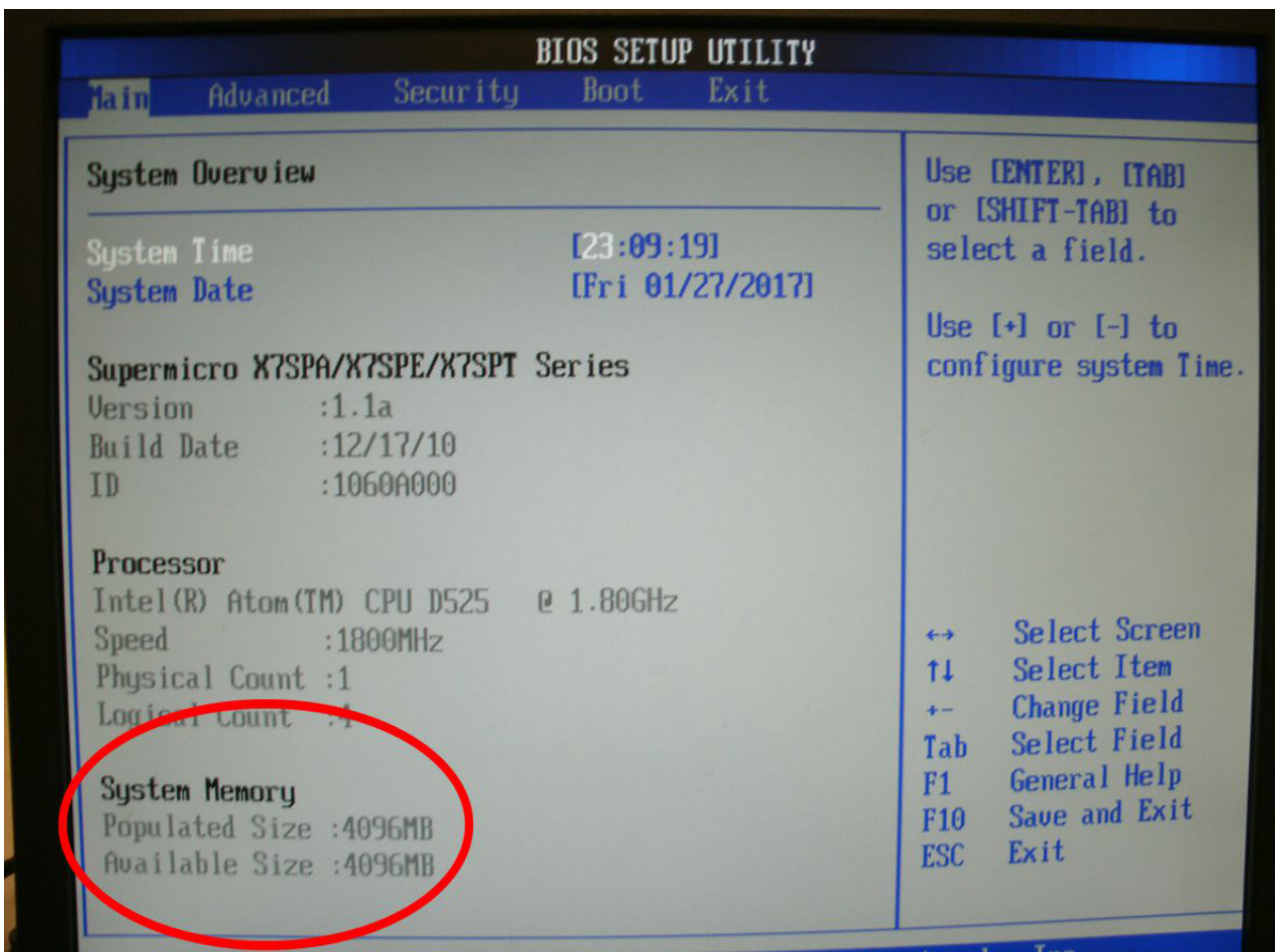 BIOS SETUP UTILITY
Main Advanced Security Boot Exit
System Overview
System Time [23:09:19]
System Date [Fri 01/27/2017]
Supermicro X7SPA/X7SPE/X7SPT Series
Version :1.1a
Build Date :12/17/10
ID :1060A000
Processor
Intel(R) Atom(TM) CPU D525 @ 1.80GHz
Speed :1800MHz
Physical Count :1
Logical Count :4
System Memory
Populated Size :4096MB
Available Size :4096MB
Use [ENTER], [TAB]
or [SHIFT-TAB] to
select a field.
Use [+] or [-] to
configure system Time.
←→ Select Screen
↑↓ Select Item
+- Change Field
Tab Select Field
F1 General Help
F10 Save and Exit
ESC Exit